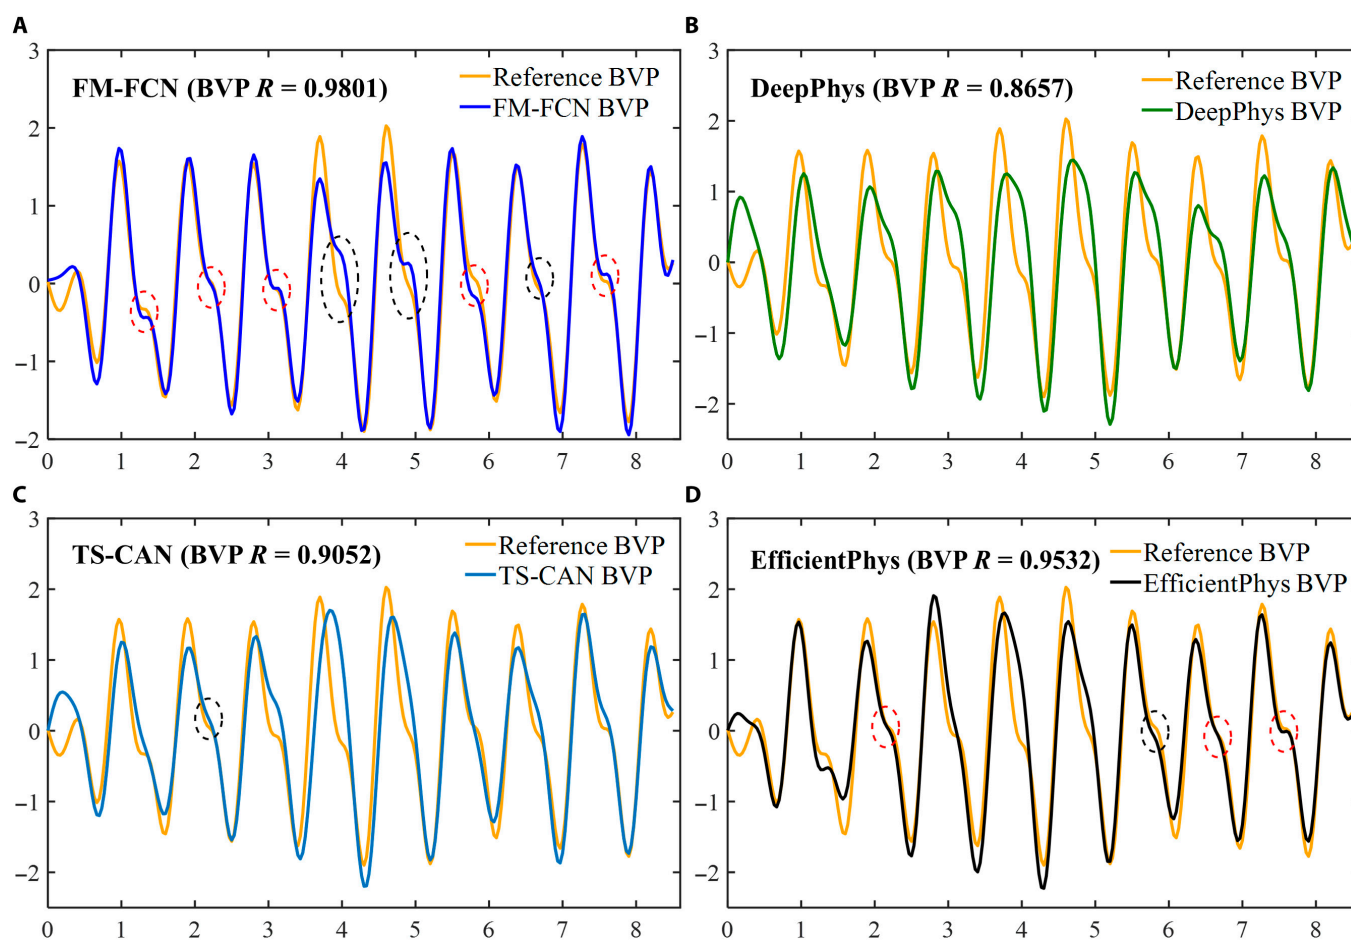 A
3
FM-FCN (BVP R = 0.9801)
Reference BVP
FM-FCN BVP
2
1
0
−1
−2
0 1 2 3 4 5 6 7 8
B
3
DeepPhys (BVP R = 0.8657)
Reference BVP
DeepPhys BVP
2
1
0
−1
−2
0 1 2 3 4 5 6 7 8
C
3
TS-CAN (BVP R = 0.9052)
Reference BVP
TS-CAN BVP
2
1
0
−1
−2
0 1 2 3 4 5 6 7 8
D
3
EfficientPhys (BVP R = 0.9532)
Reference BVP
EfficientPhys BVP
2
1
0
−1
−2
0 1 2 3 4 5 6 7 8